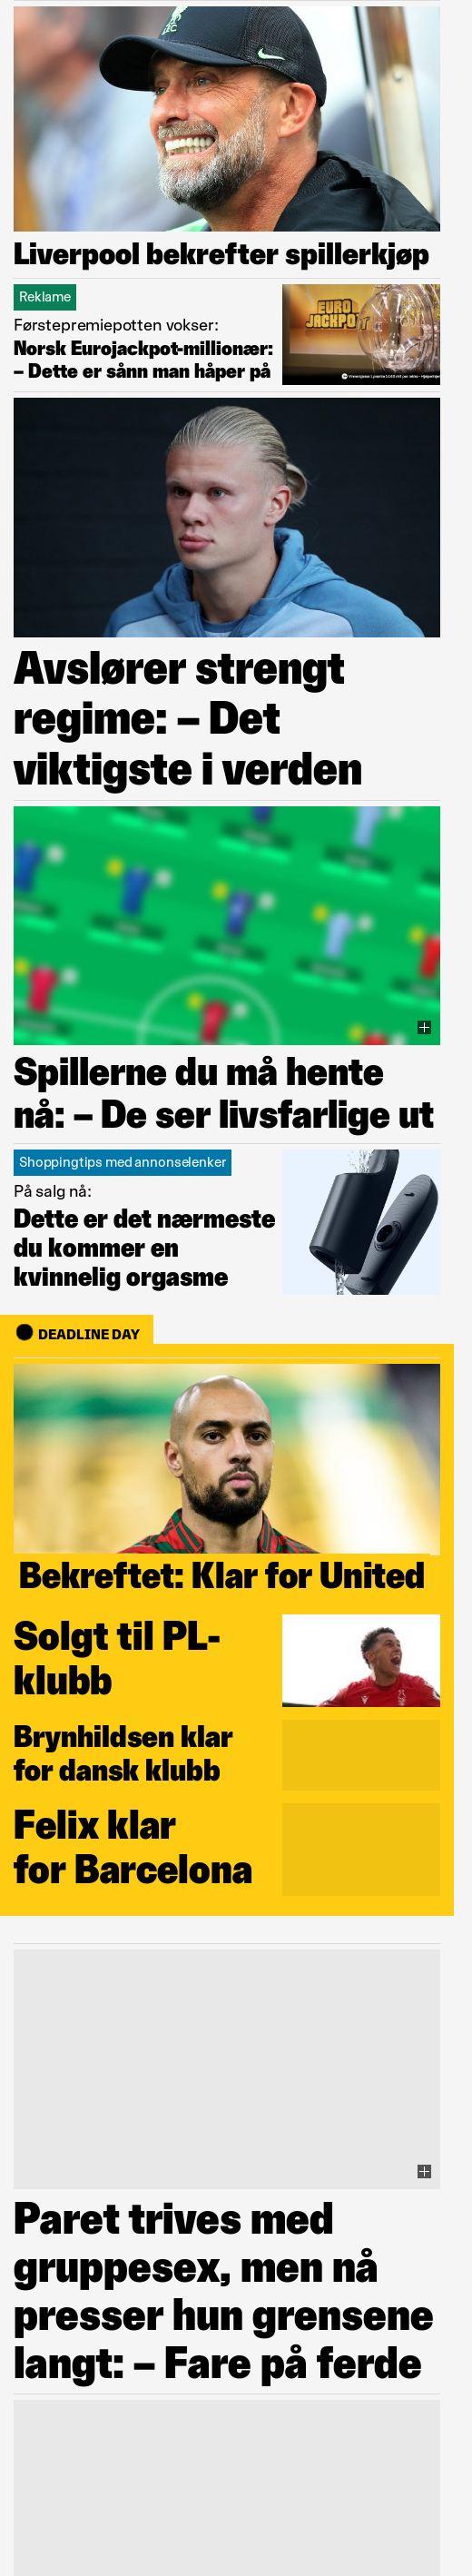 Liverpool bekrefter spillerkjøp
Reklame
Førstepremiepotten vokser:
Norsk Eurojackpot-millionær:
– Dette er sånn man håper på
EURO
JACKPOT
Avslører strengt
regime: – Det
viktigste i verden
Spillerne du må hente
nå: – De ser livsfarlige ut
Shoppingtips med annonselenker
På salg nå:
Dette er det nærmeste
du kommer en
kvinnelig orgasme
DEADLINE DAY
Bekreftet: Klar for United
Solgt til PL-
klubb
Brynhildsen klar
for dansk klubb
Felix klar
for Barcelona
Paret trives med
gruppesex, men nå
presser hun grensene
langt: – Fare på ferde